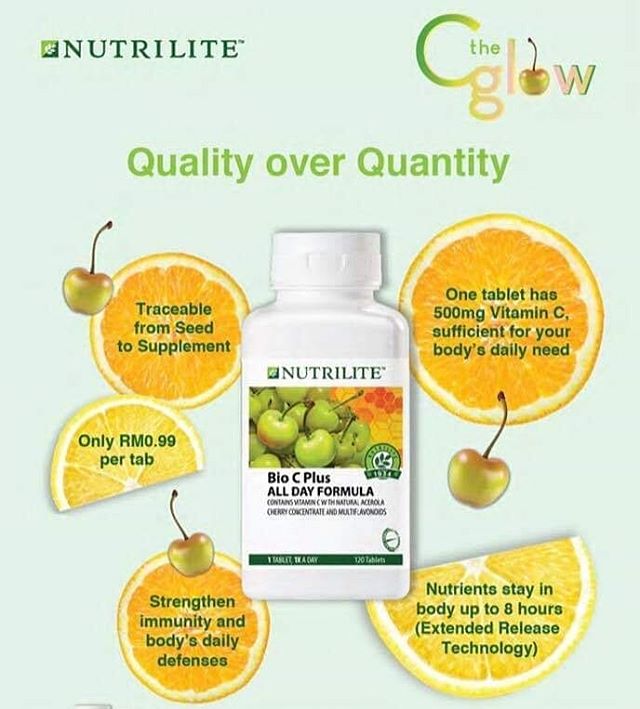 NUTRILITE™
the
C
glow
Quality over Quantity
Traceable
from Seed
to Supplement
One tablet has
500mg Vitamin C,
sufficient for your
body's daily need
Only RM0.99
per tab
NUTRILITE™
Bio C Plus
ALL DAY FORMULA
CONTAINS VITAMIN C WITH NATURAL ACEROLA
CHERRY CONCENTRATE AND MULTIFLAVONOIDS
1 TABLET, 1X A DAY 120 Tablets
1934
Strengthen
immunity and
body's daily
defenses
Nutrients stay in
body up to 8 hours
(Extended Release
Technology)